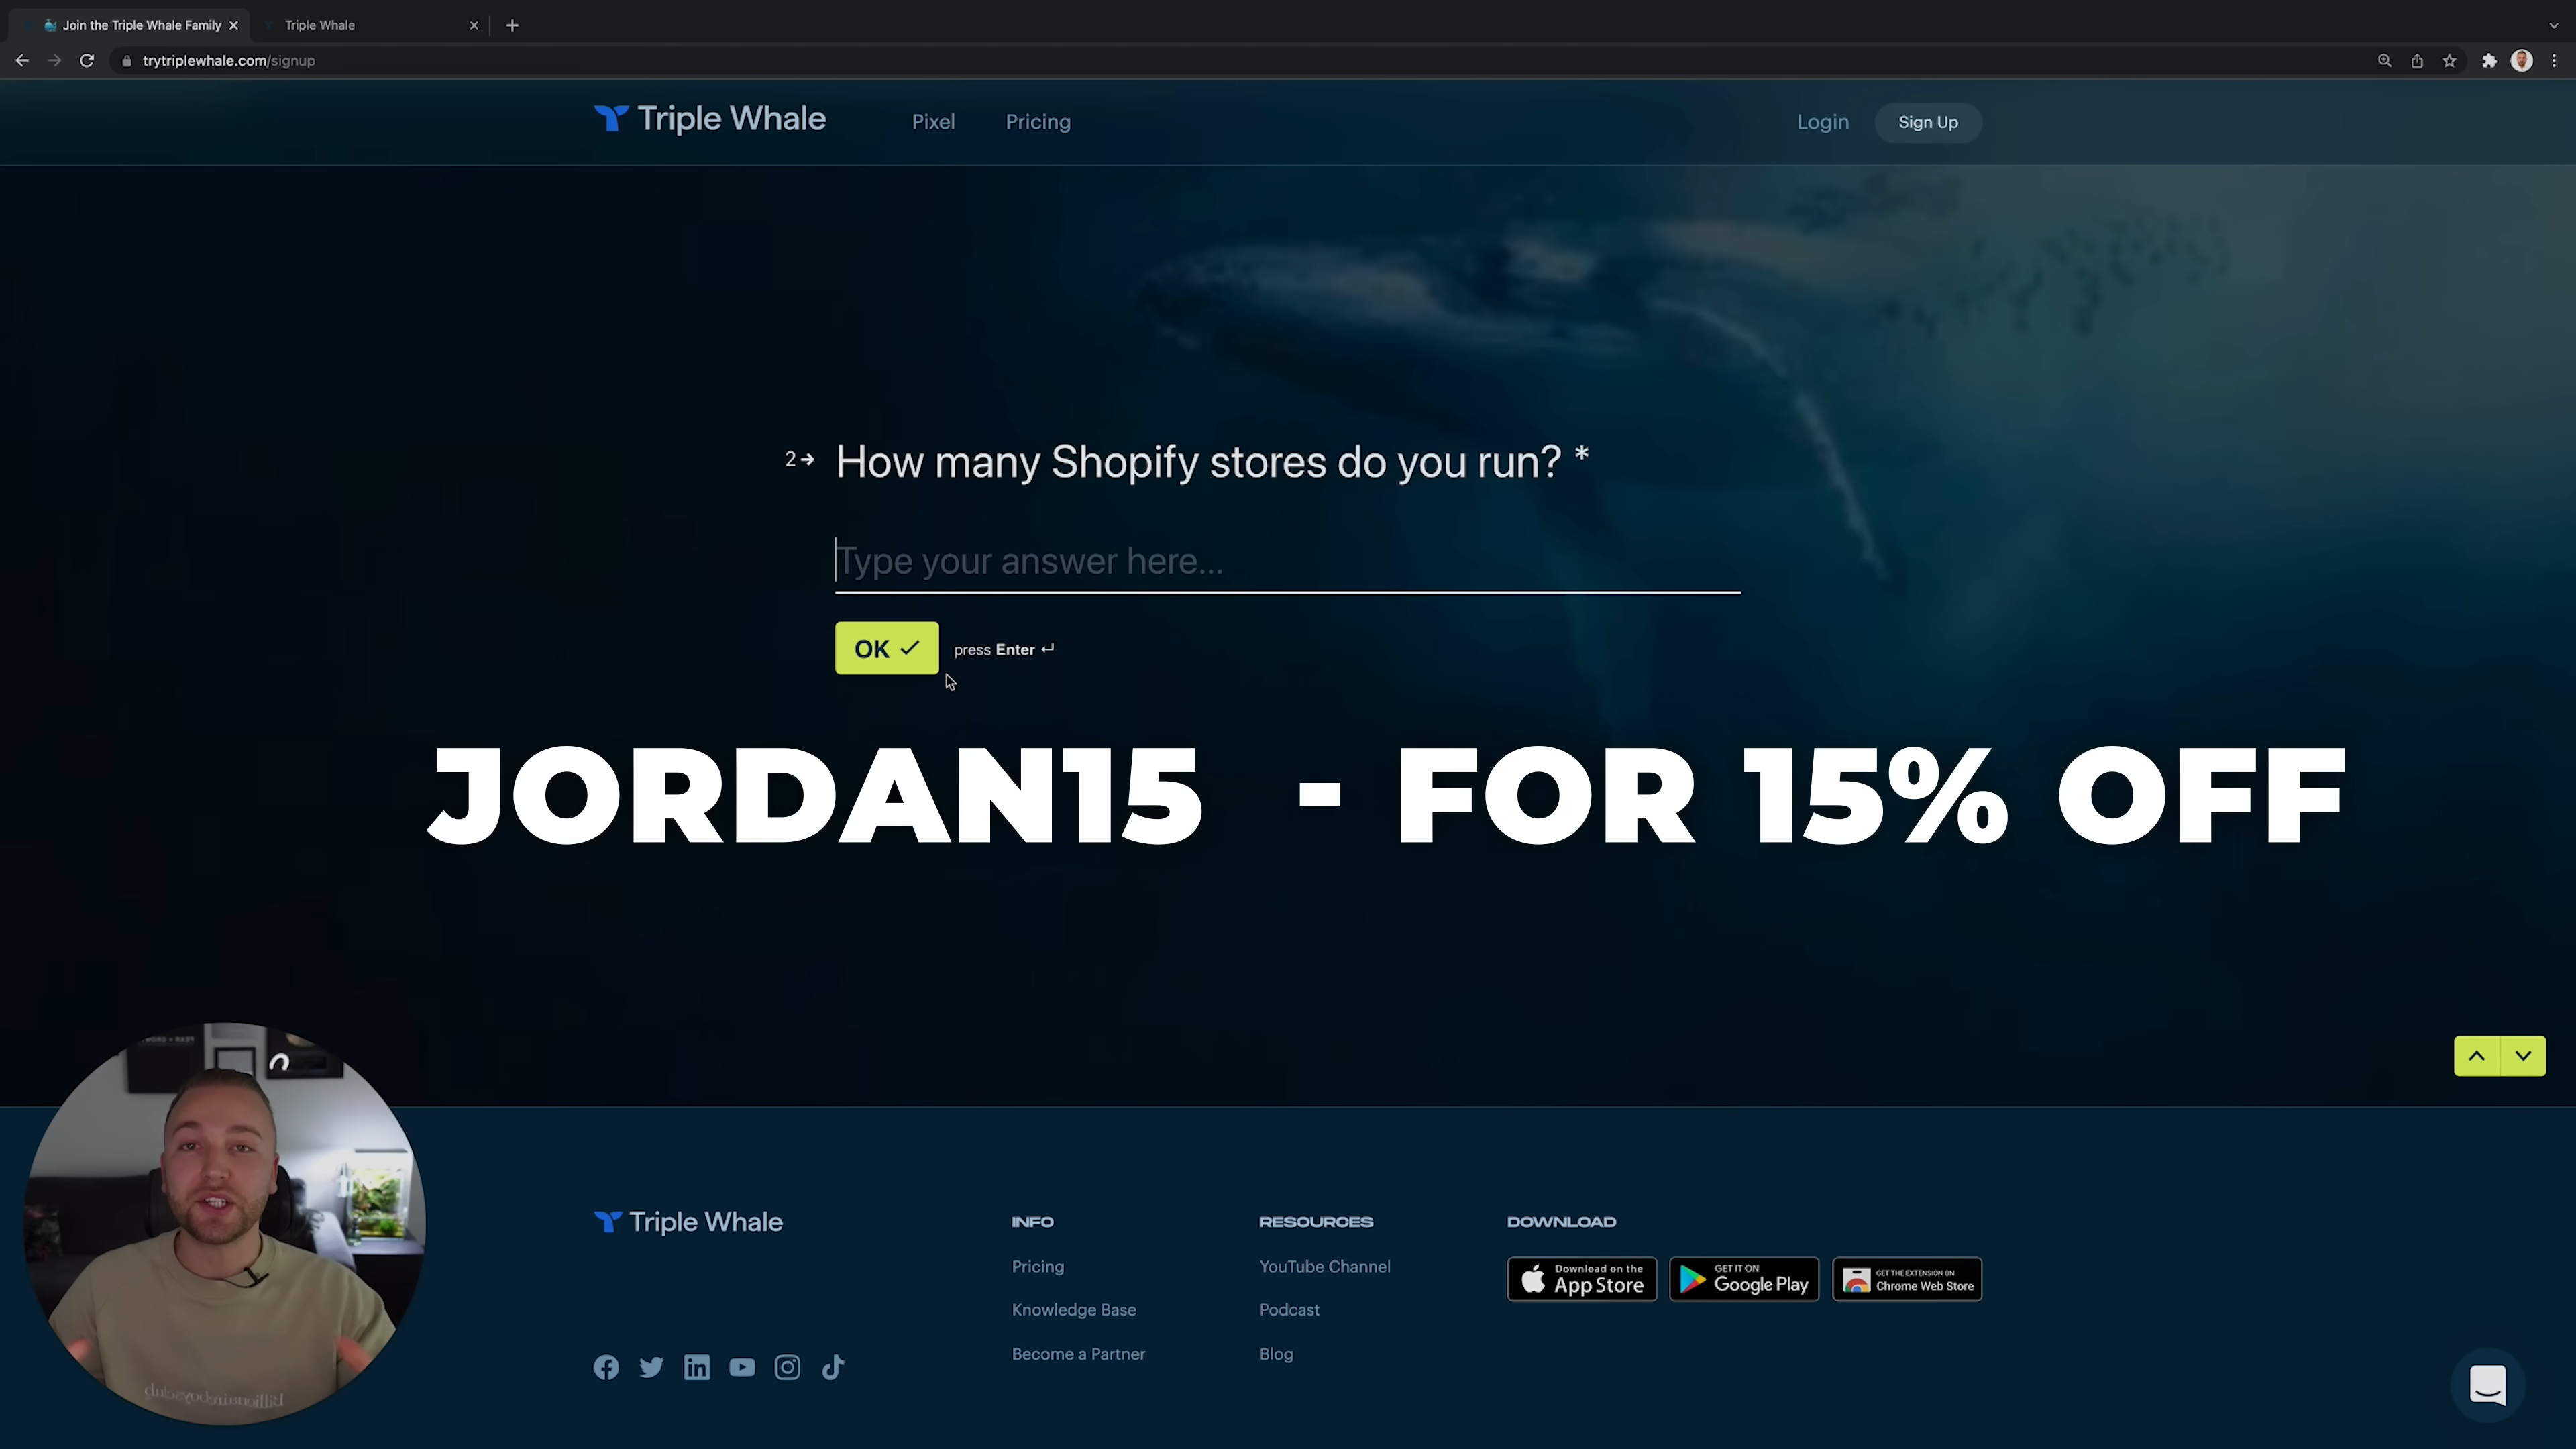 Join the Triple Whale Family
Triple Whale
trytriplewhale.com/signup
Triple Whale
Pixel
Pricing
Login
Sign Up
2 → How many Shopify stores do you run? *
Type your answer here...
OK ✓ press Enter ↵
JORDAN15 - FOR 15% OFF
Triple Whale
INFO
Pricing
Knowledge Base
Become a Partner
RESOURCES
YouTube Channel
Podcast
Blog
DOWNLOAD
Download on the
App Store
GET IT ON
Google Play
GET THE EXTENSION ON
Chrome Web Store